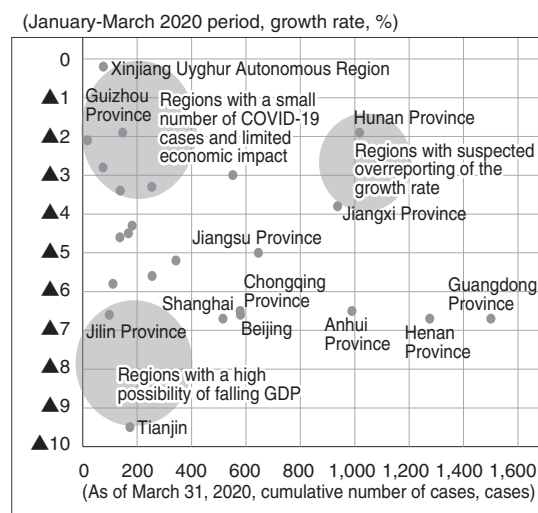 (January-March 2020 period, growth rate, %)
0
Xinjiang Uyghur Autonomous Region
▲1
Guizhou
Province
Regions with a small
number of COVID-19
cases and limited
economic impact
Hunan Province
▲2
Regions with suspected
overreporting of the
growth rate
▲3
▲4
Jiangxi Province
Jiangsu Province
▲5
Chongqing
Province
Guangdong
Province
▲6
Shanghai
Beijing
Anhui
Province
Henan
Province
▲7
Jilin Province
▲8
Regions with a high
possibility of falling GDP
▲9
Tianjin
▲10
0 200 400 600 800 1,000 1,200 1,400 1,600
(As of March 31, 2020, cumulative number of cases, cases)